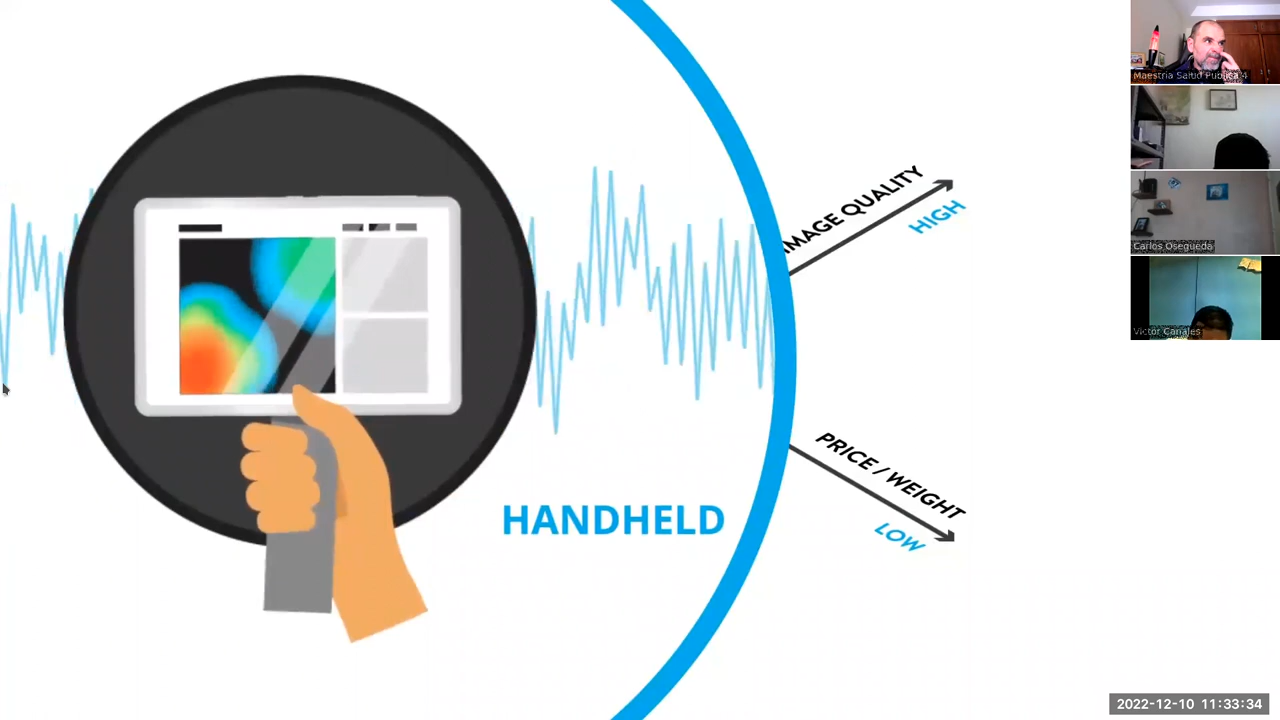 IMAGE QUALITY
HIGH
HANDHELD
PRICE / WEIGHT
LOW
Maestria Salud Publica 4
Carlos Osegueda
Victor Canales
2022-12-10 11:33:34